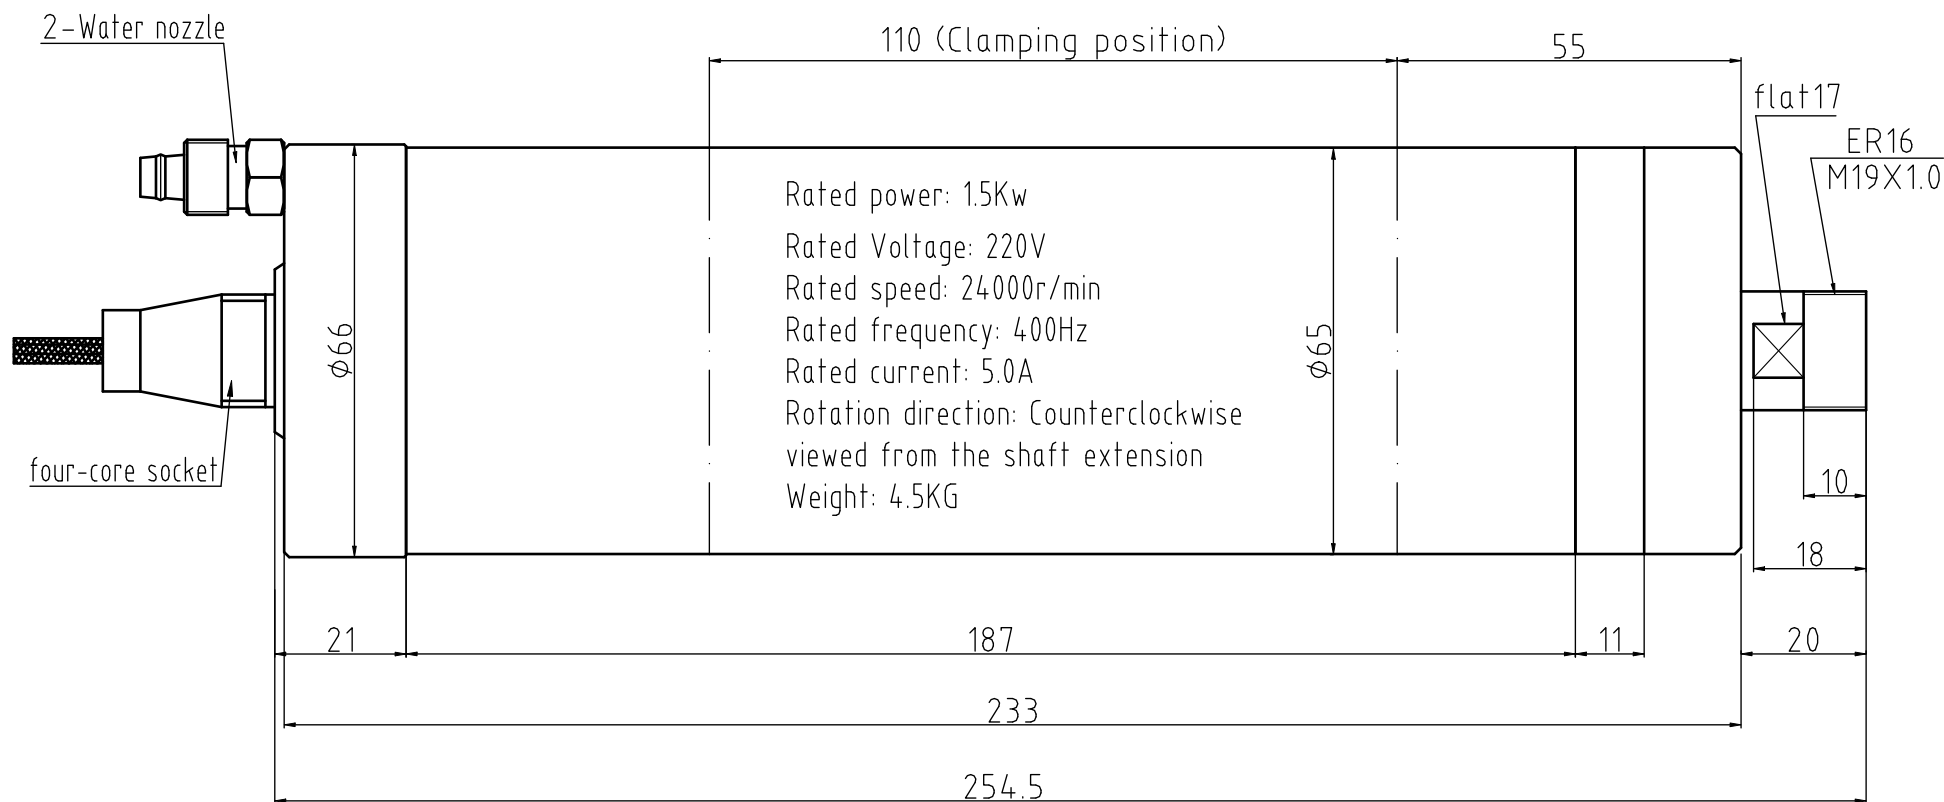 2-Water nozzle
110 (Clamping position)
55
flat17
ER16
M19X1.0
Rated power: 1.5Kw
Rated Voltage: 220V
Rated speed: 24000r/min
Rated frequency: 400Hz
Rated current: 5.0A
Rotation direction: Counterclockwise
viewed from the shaft extension
Weight: 4.5KG
ϕ66
ϕ65
four-core socket
10
18
21
187
11
20
233
254.5